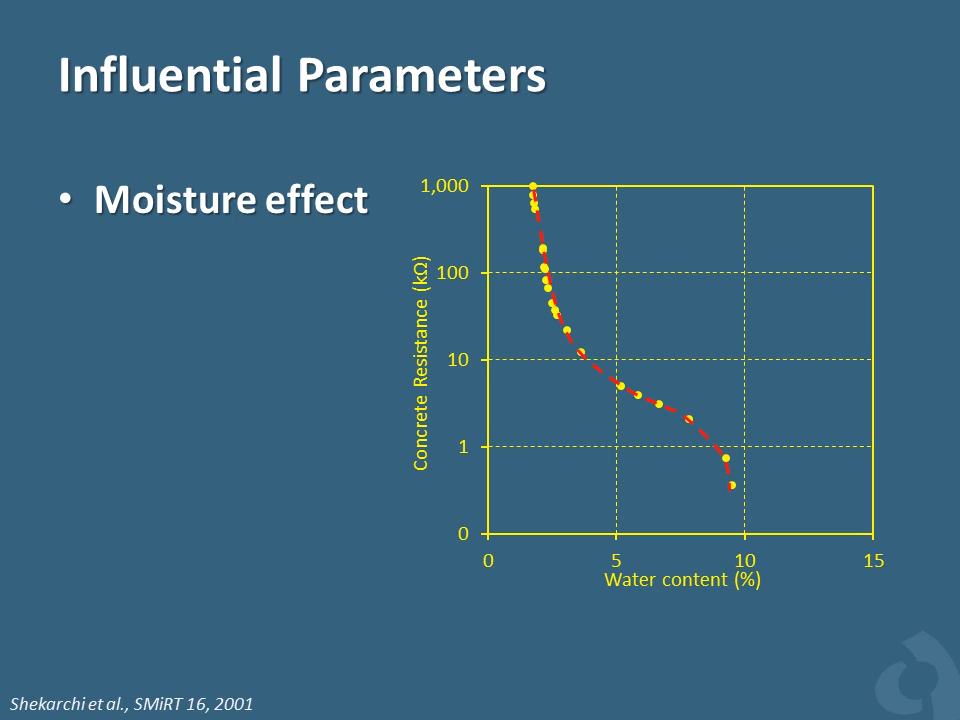 Influential Parameters
• Moisture effect
1,000
100
10
1
0
Concrete Resistance (kΩ)
0 5 10 15
Water content (%)
Shekarchi et al., SMiRT 16, 2001